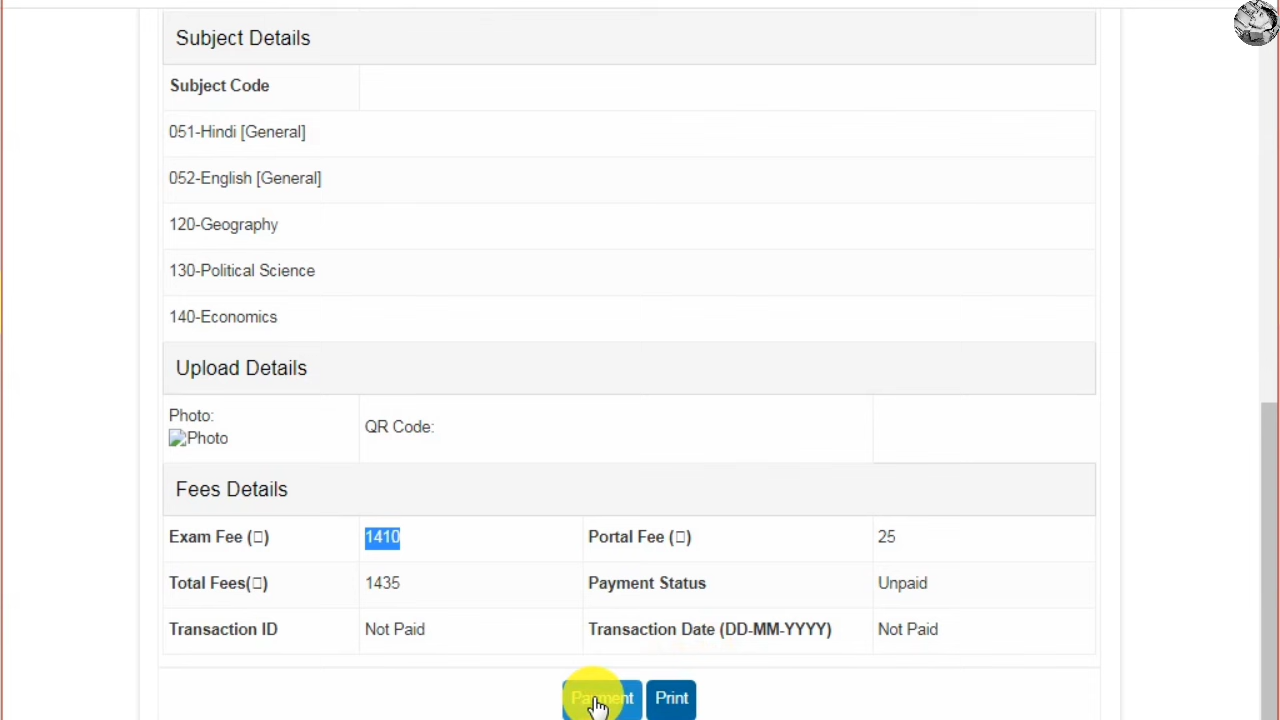 Subject Details
Subject Code
051-Hindi [General]
052-English [General]
120-Geography
130-Political Science
140-Economics
Upload Details
Photo:
Photo
QR Code:
Fees Details
Exam Fee (▯) 1410 Portal Fee (▯) 25
Total Fees(▯) 1435 Payment Status Unpaid
Transaction ID Not Paid Transaction Date (DD-MM-YYYY) Not Paid
Payment Print